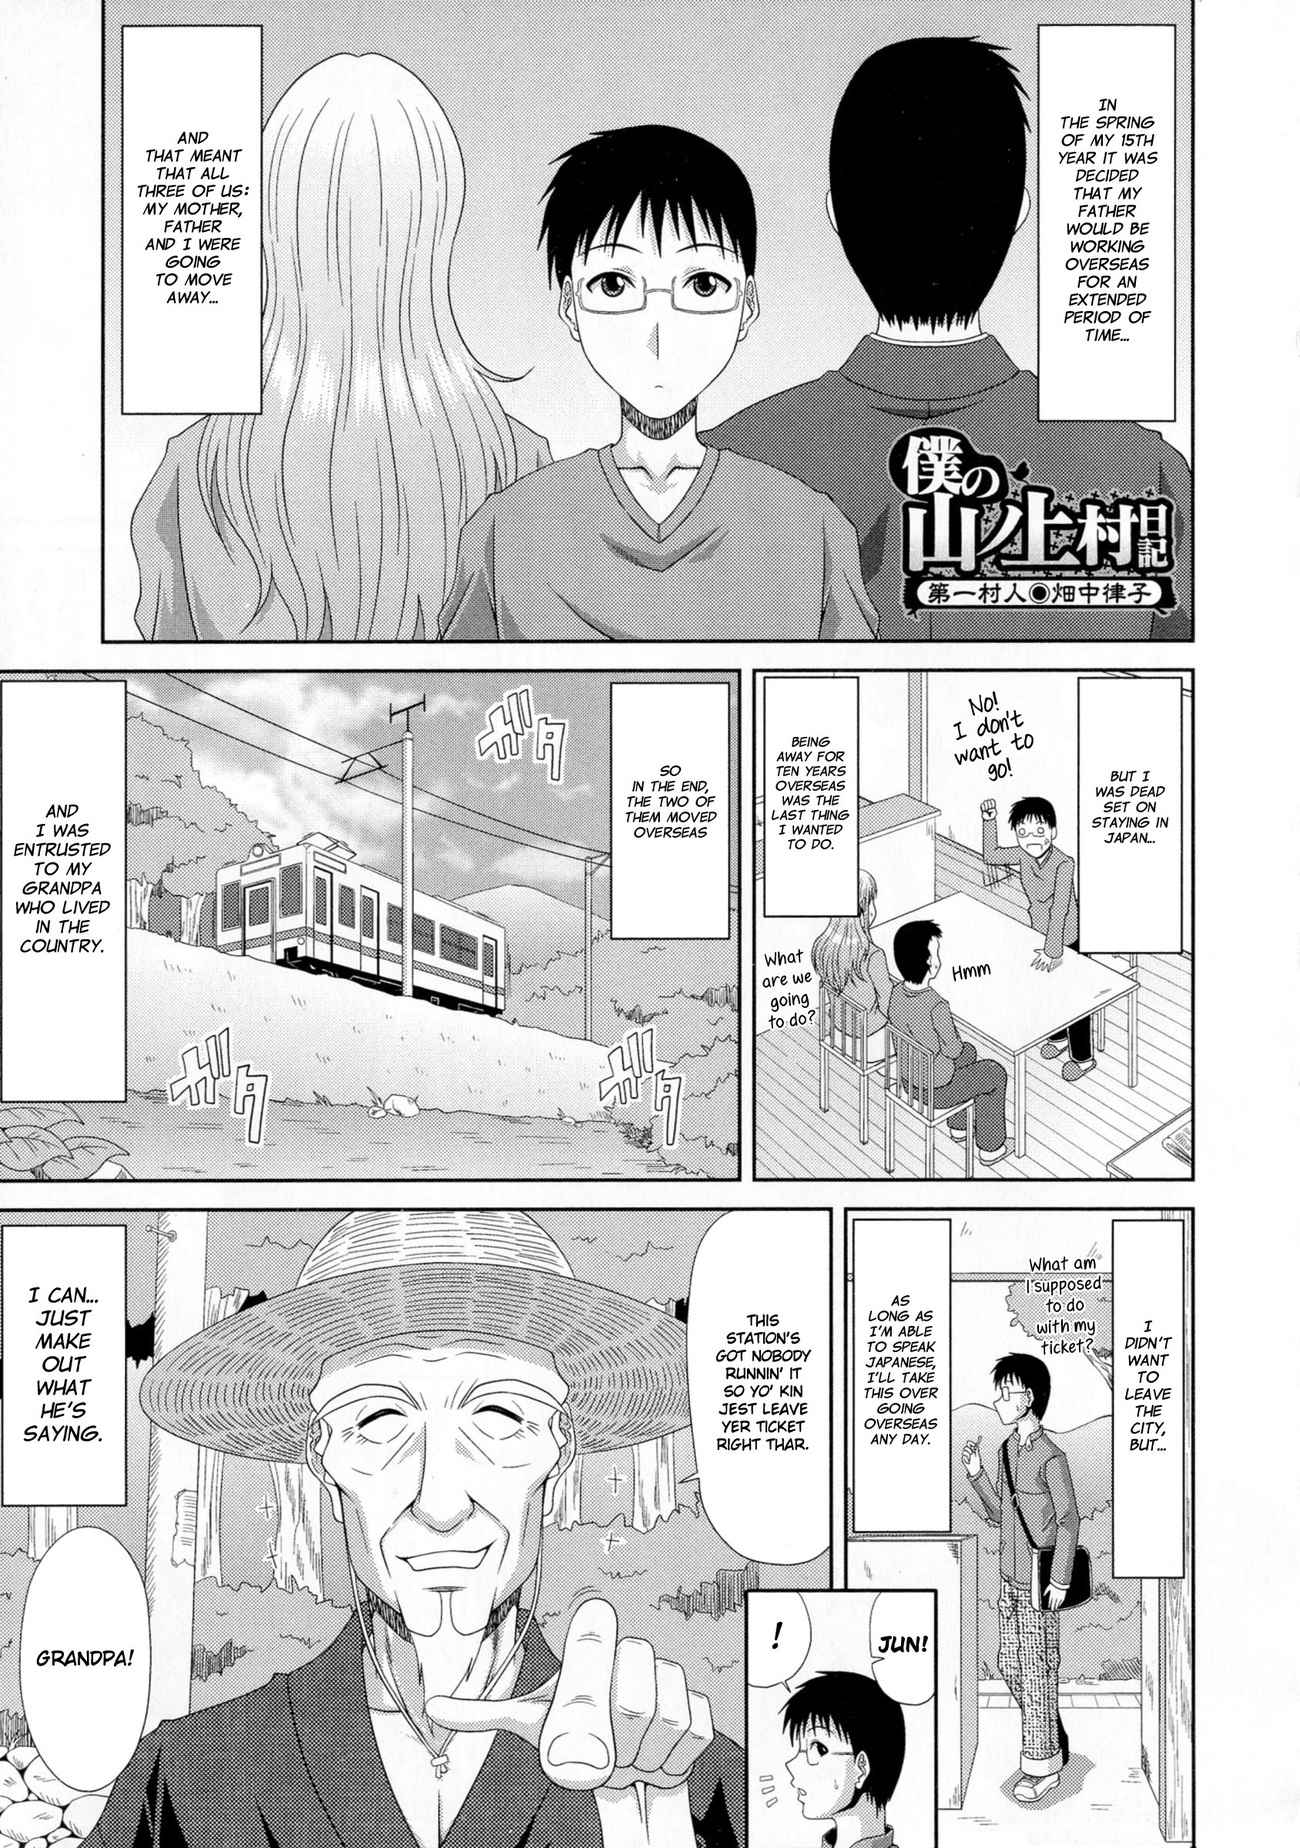 IN
THE SPRING
OF MY 15TH
YEAR IT WAS
DECIDED
THAT MY
FATHER
WOULD BE
WORKING
OVERSEAS
FOR AN
EXTENDED
PERIOD OF
TIME...
AND
THAT MEANT
THAT ALL
THREE OF US:
MY MOTHER,
FATHER
AND I WERE
GOING
TO MOVE
AWAY...
僕の
山ノ上村日記
第一村人◉畑中律子
BUT I
WAS DEAD
SET ON
STAYING IN
JAPAN...
No!
I don't
want to
go!
BEING
AWAY FOR
TEN YEARS
OVERSEAS
WAS THE
LAST THING
I WANTED
TO DO.
Hmm
What
are we
going
to do?
SO
IN THE END,
THE TWO OF
THEM MOVED
OVERSEAS
ガタ
ガタ
AND
I WAS
ENTRUSTED
TO MY
GRANDPA
WHO LIVED
IN THE
COUNTRY.
I
DIDN'T
WANT
TO
LEAVE
THE
CITY,
BUT...
What am
I supposed
to do
with my
ticket?
AS
LONG AS
I'M ABLE
TO SPEAK
JAPANESE,
I'LL TAKE
THIS OVER
GOING
OVERSEAS
ANY DAY.
JUN!
!
THIS
STATION'S
GOT NOBODY
RUNNIN' IT
SO YO' KIN
JEST LEAVE
YER TICKET
RIGHT THAR.
I CAN...
JUST
MAKE
OUT
WHAT
HE'S
SAYING.
GRANDPA!